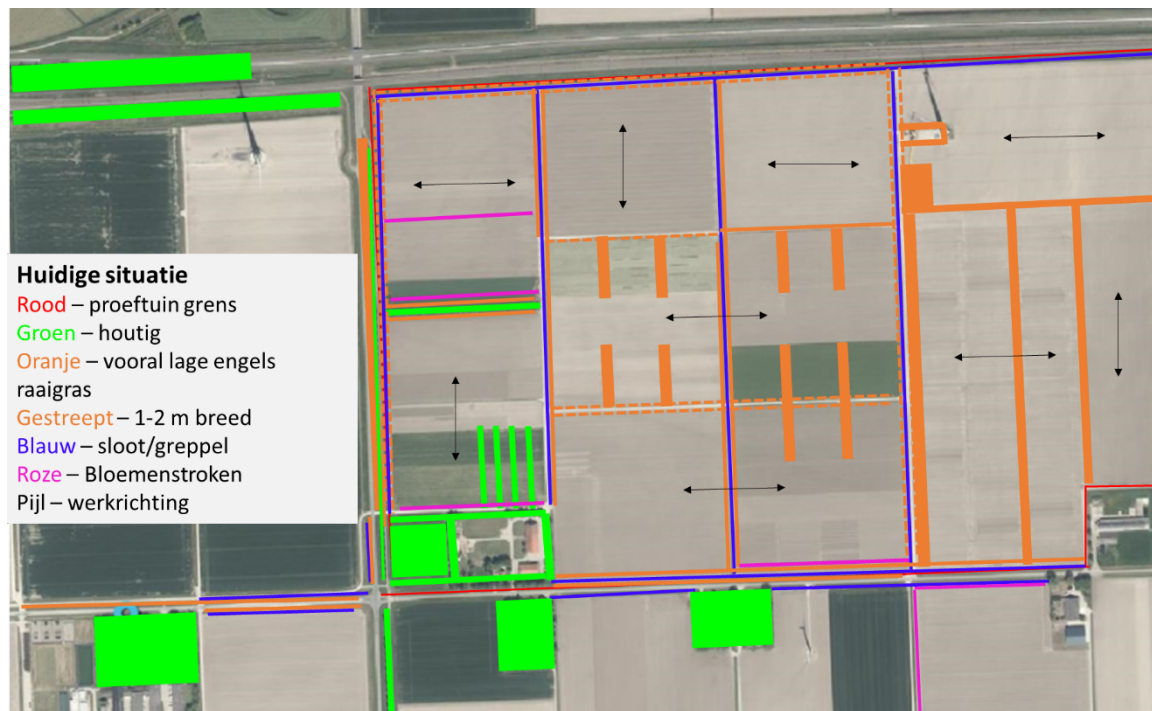 Huidige situatie
Rood – proeftuin grens
Groen – houtig
Oranje – vooral lage engels
raaigras
Gestreept – 1-2 m breed
Blauw – sloot/greppel
Roze – Bloemenstroken
Pijl – werkrichting